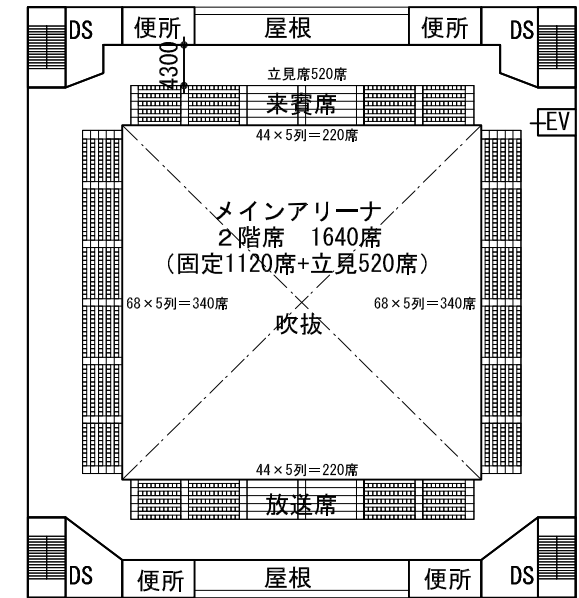 DS 便所 屋根 便所 DS
4300
立見席520席
来賓席
44×5列＝220席
EV
メインアリーナ
2階席　1640席
（固定1120席+立見520席）
68×5列＝340席 68×5列＝340席
吹抜
44×5列＝220席
放送席
DS 便所 屋根 便所 DS